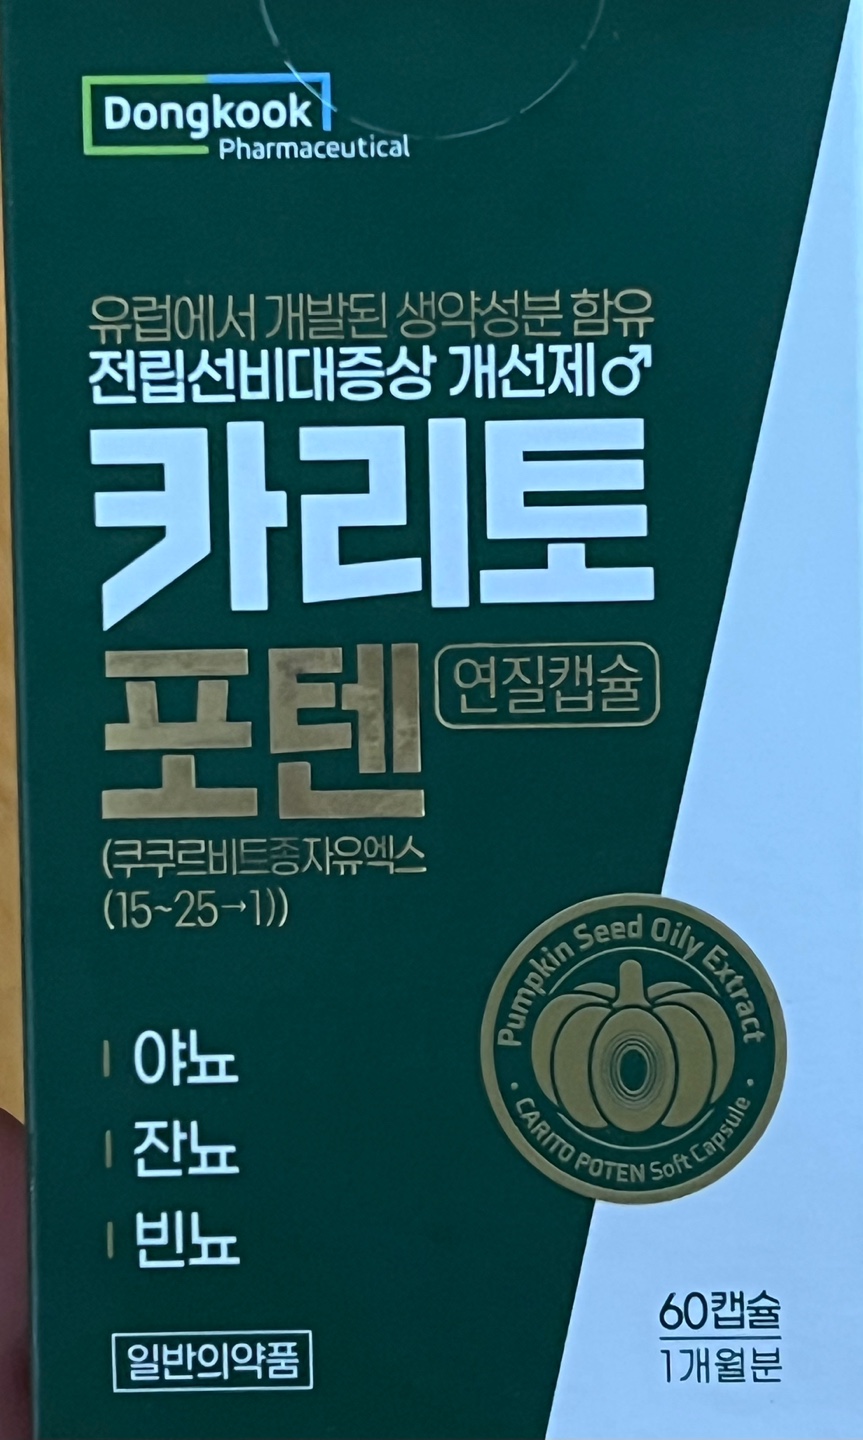 Dongkook
Pharmaceutical
유럽에서 개발된 생약성분 함유
전립선비대증상 개선제♂
카리토
포텐
연질캡슐
(쿠쿠르비트종자유엑스
(15~25→1))
Pumpkin Seed Oily Extract
• CARITO POTEN Soft Capsule •
야뇨
잔뇨
빈뇨
일반의약품
60캡슐
1개월분